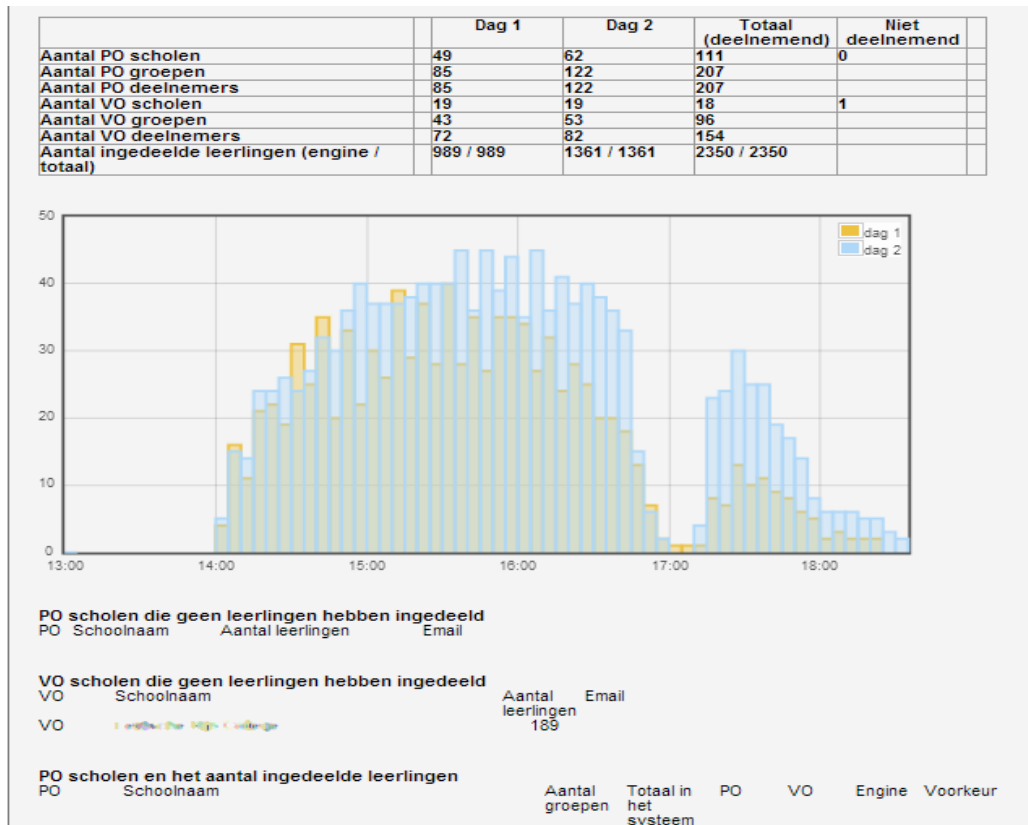 Dag 1 Dag 2 Totaal (deelnemend) Niet deelnemend
Aantal PO scholen 49 62 111 0
Aantal PO groepen 85 122 207
Aantal PO deelnemers 85 122 207
Aantal VO scholen 19 19 18 1
Aantal VO groepen 43 53 96
Aantal VO deelnemers 72 82 154
Aantal ingedeelde leerlingen (engine / totaal) 989 / 989 1361 / 1361 2350 / 2350
50
40
30
20
10
0
dag 1
dag 2
13:00 14:00 15:00 16:00 17:00 18:00
PO scholen die geen leerlingen hebben ingedeeld
PO Schoolnaam Aantal leerlingen Email
VO scholen die geen leerlingen hebben ingedeeld
VO Schoolnaam Aantal leerlingen Email
VO 189
PO scholen en het aantal ingedeelde leerlingen
PO Schoolnaam Aantal groepen Totaal in het systeem PO VO Engine Voorkeur